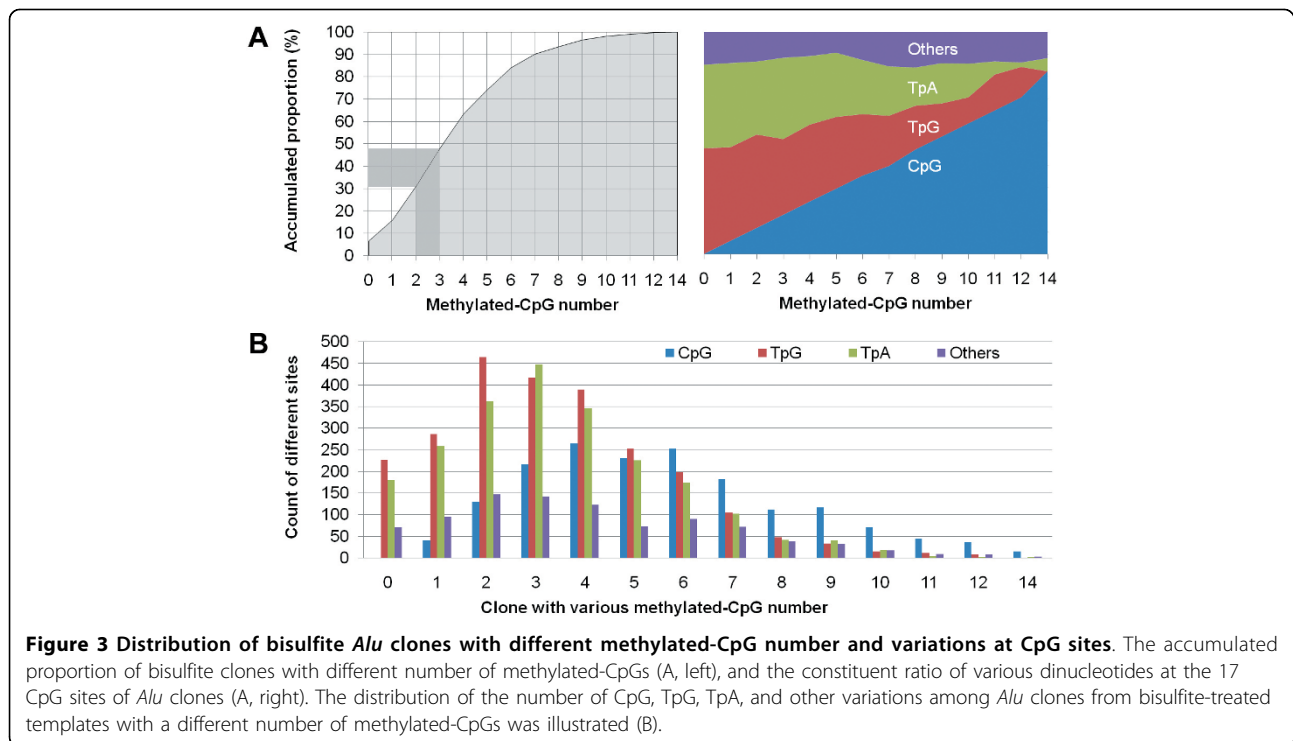 A
Accumulated proportion (%)
100
90
80
70
60
50
40
30
20
10
0
0 1 2 3 4 5 6 7 8 9 10 11 12 14
Methylated-CpG number
Others
TpA
TpG
CpG
0 1 2 3 4 5 6 7 8 9 10 11 12 14
Methylated-CpG number
B
Count of different sites
500
450
400
350
300
250
200
150
100
50
0
CpG TpG TpA Others
0 1 2 3 4 5 6 7 8 9 10 11 12 14
Clone with various methylated-CpG number
Figure 3 Distribution of bisulfite Alu clones with different methylated-CpG number and variations at CpG sites. The accumulated
proportion of bisulfite clones with different number of methylated-CpGs (A, left), and the constituent ratio of various dinucleotides at the 17
CpG sites of Alu clones (A, right). The distribution of the number of CpG, TpG, TpA, and other variations among Alu clones from bisulfite-treated
templates with a different number of methylated-CpGs was illustrated (B).